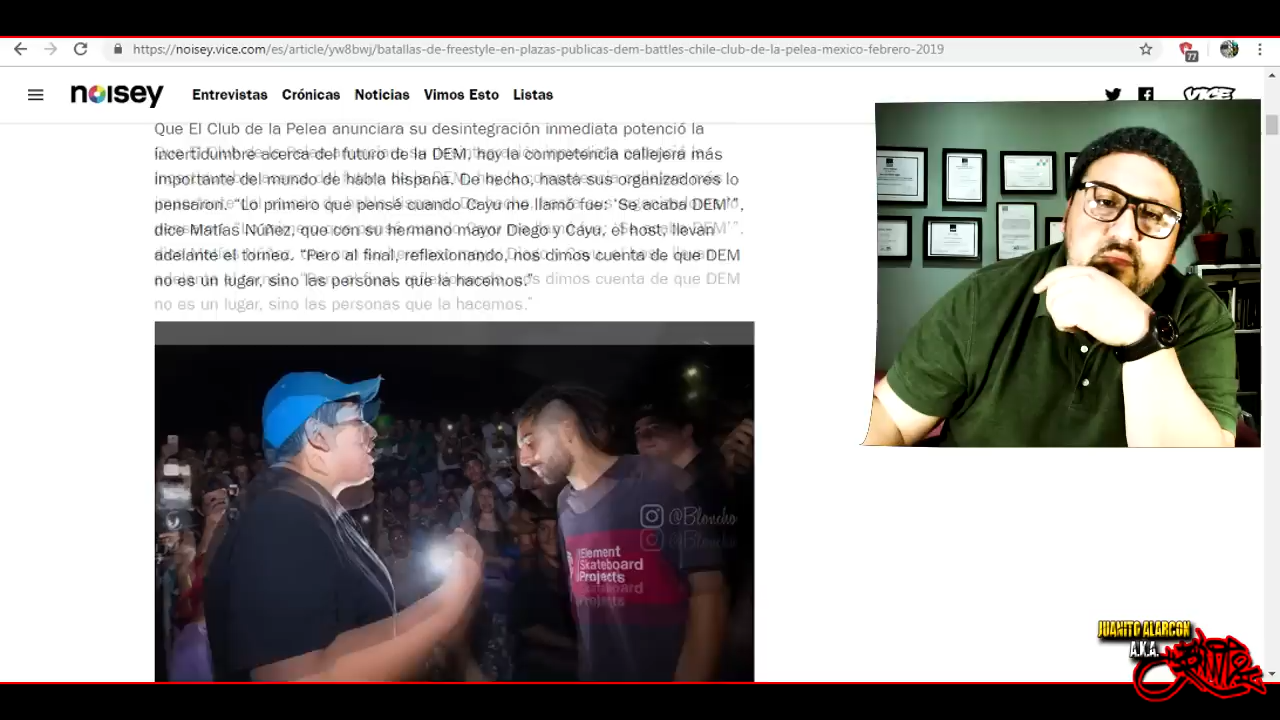 https://noisey.vice.com/es/article/yw8bwj/batallas-de-freestyle-en-plazas-publicas-dem-battles-chile-club-de-la-pelea-mexico-febrero-2019
77
noisey Entrevistas Crónicas Noticias Vimos Esto Listas VICE
Que El Club de la Pelea anunciara su desintegración inmediata potenció la
incertidumbre acerca del futuro de la DEM, hoy la competencia callejera más
importante del mundo de habla hispana. De hecho, hasta sus organizadores lo
pensaron. “Lo primero que pensé cuando Cayu me llamó fue: ‘Se acaba DEM’”,
dice Matías Núñez, que con su hermano mayor Diego y Cayu, el host, llevan
adelante el torneo. “Pero al final, reflexionando, nos dimos cuenta de que DEM
no es un lugar, sino las personas que la hacemos.”
@Bloncho
Element
Skateboard
Projects
JUANITO ALARCON
A.K.A.